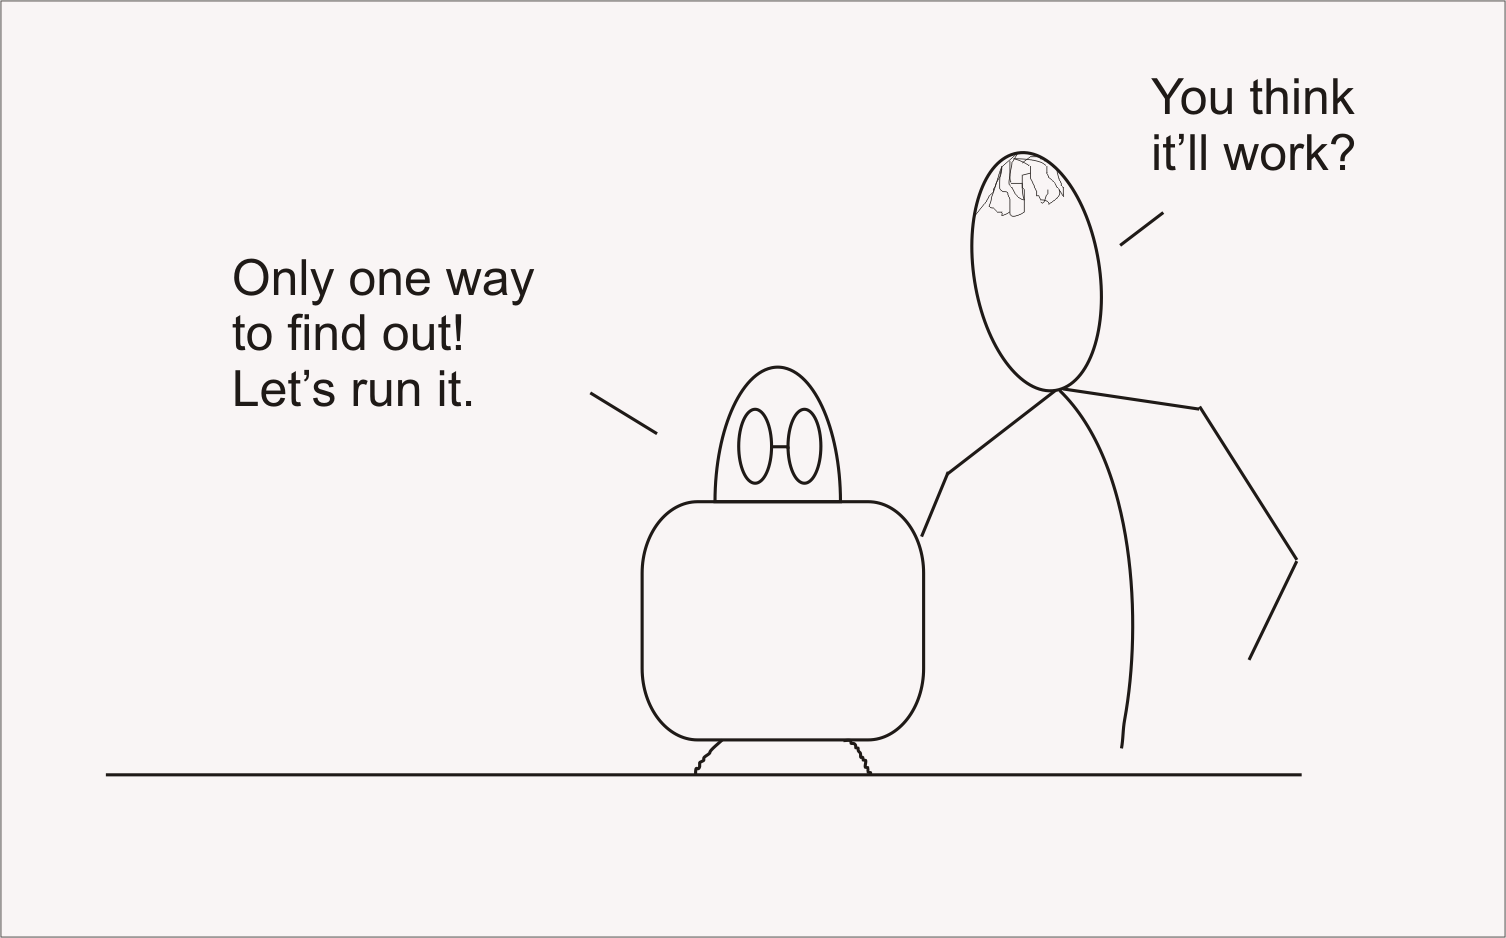 You think
it’ll work?
Only one way
to find out!
Let’s run it.